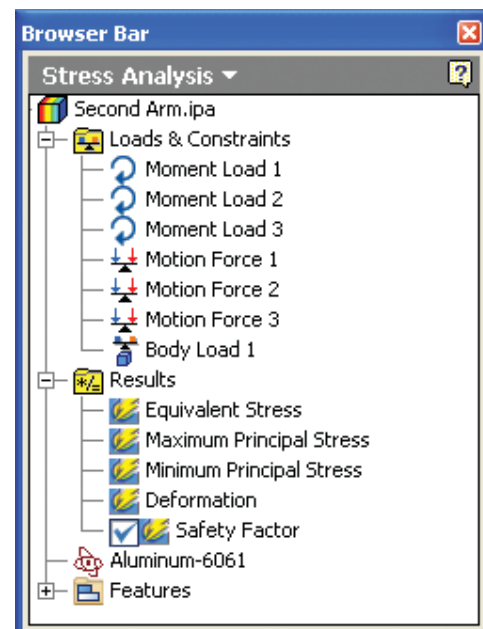 Browser Bar
Stress Analysis
Second Arm.ipa
Loads & Constraints
Moment Load 1
Moment Load 2
Moment Load 3
Motion Force 1
Motion Force 2
Motion Force 3
Body Load 1
Results
Equivalent Stress
Maximum Principal Stress
Minimum Principal Stress
Deformation
Safety Factor
Aluminum-6061
Features